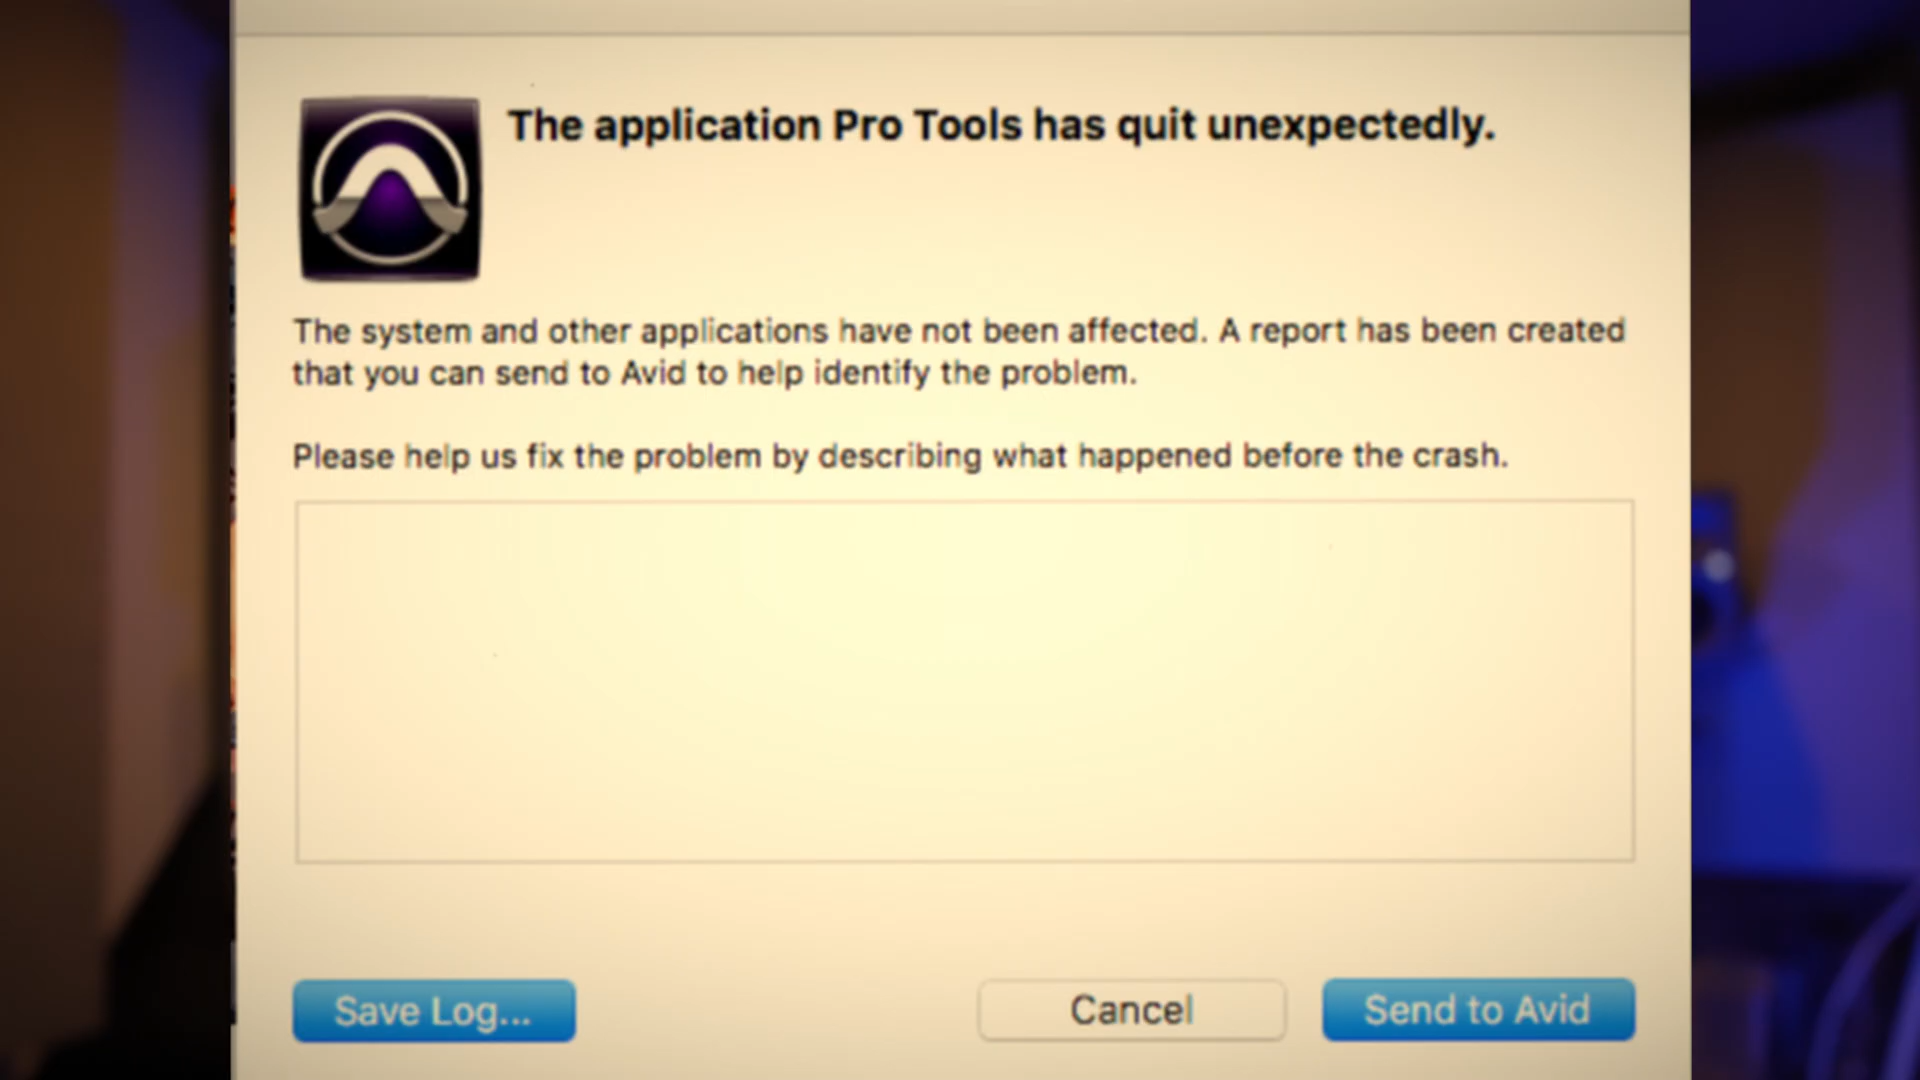 The application Pro Tools has quit unexpectedly.
The system and other applications have not been affected. A report has been created
that you can send to Avid to help identify the problem.
Please help us fix the problem by describing what happened before the crash.
Save Log...
Cancel
Send to Avid